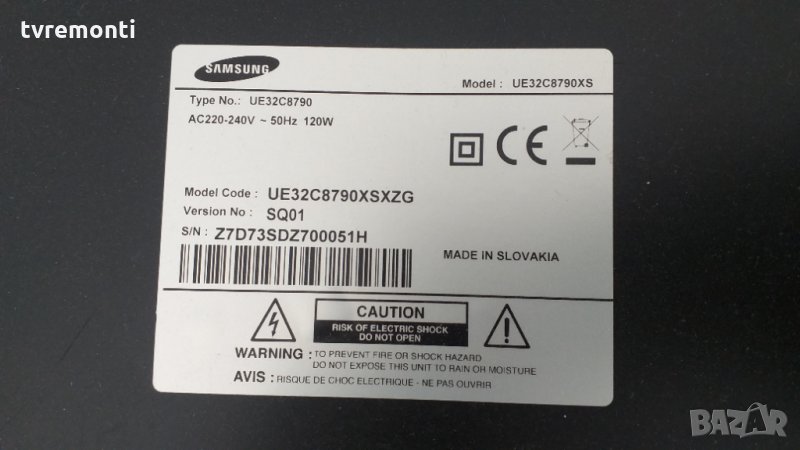 tvremonti
SAMSUNG
Model : UE32C8790XS
Type No.: UE32C8790
AC220-240V ~ 50Hz 120W
CE
Model Code : UE32C8790XSXZG
Version No : SQ01
S/N : Z7D73SDZ700051H
MADE IN SLOVAKIA
CAUTION
RISK OF ELECTRIC SHOCK
DO NOT OPEN
WARNING : TO PREVENT FIRE OR SHOCK HAZARD
DO NOT EXPOSE THIS UNIT TO RAIN OR MOISTURE
AVIS : RISQUE DE CHOC ELECTRIQUE - NE PAS OUVRIR
BAZAR